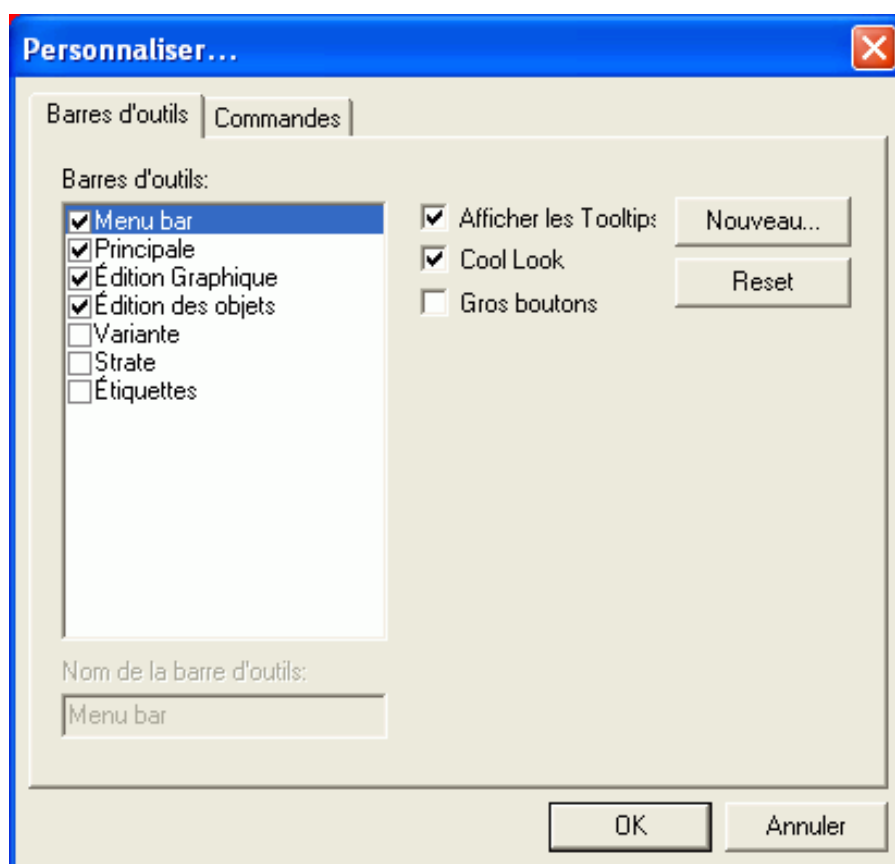 Personnaliser...
Barres d'outils
Commandes
Barres d'outils:
Menu bar
Principale
Édition Graphique
Édition des objets
Variante
Strate
Étiquettes
Afficher les Tooltips
Cool Look
Gros boutons
Nouveau...
Reset
Nom de la barre d'outils:
Menu bar
OK
Annuler